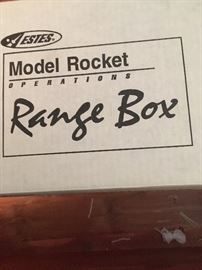 ESTES®
Model Rocket
OPERATIONS
Range Box